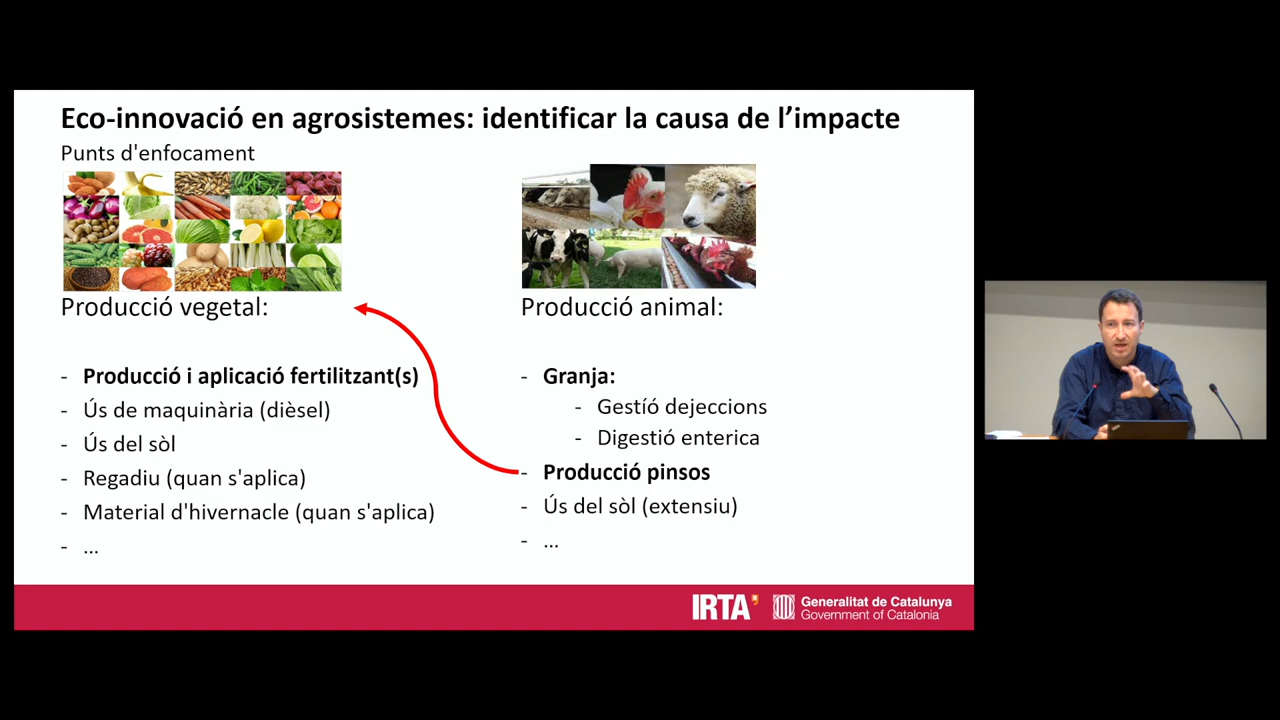 Eco-innovació en agrosistemes: identificar la causa de l'impacte
Punts d'enfocament
Producció vegetal:
- Producció i aplicació fertilitzant(s)
- Ús de maquinària (dièsel)
- Ús del sòl
- Regadiu (quan s'aplica)
- Material d'hivernacle (quan s'aplica)
- ...
Producció animal:
- Granja:
- Gestíó dejeccions
- Digestió enterica
- Producció pinsos
- Ús del sòl (extensiu)
- ...
IRTA
Generalitat de Catalunya
Government of Catalonia